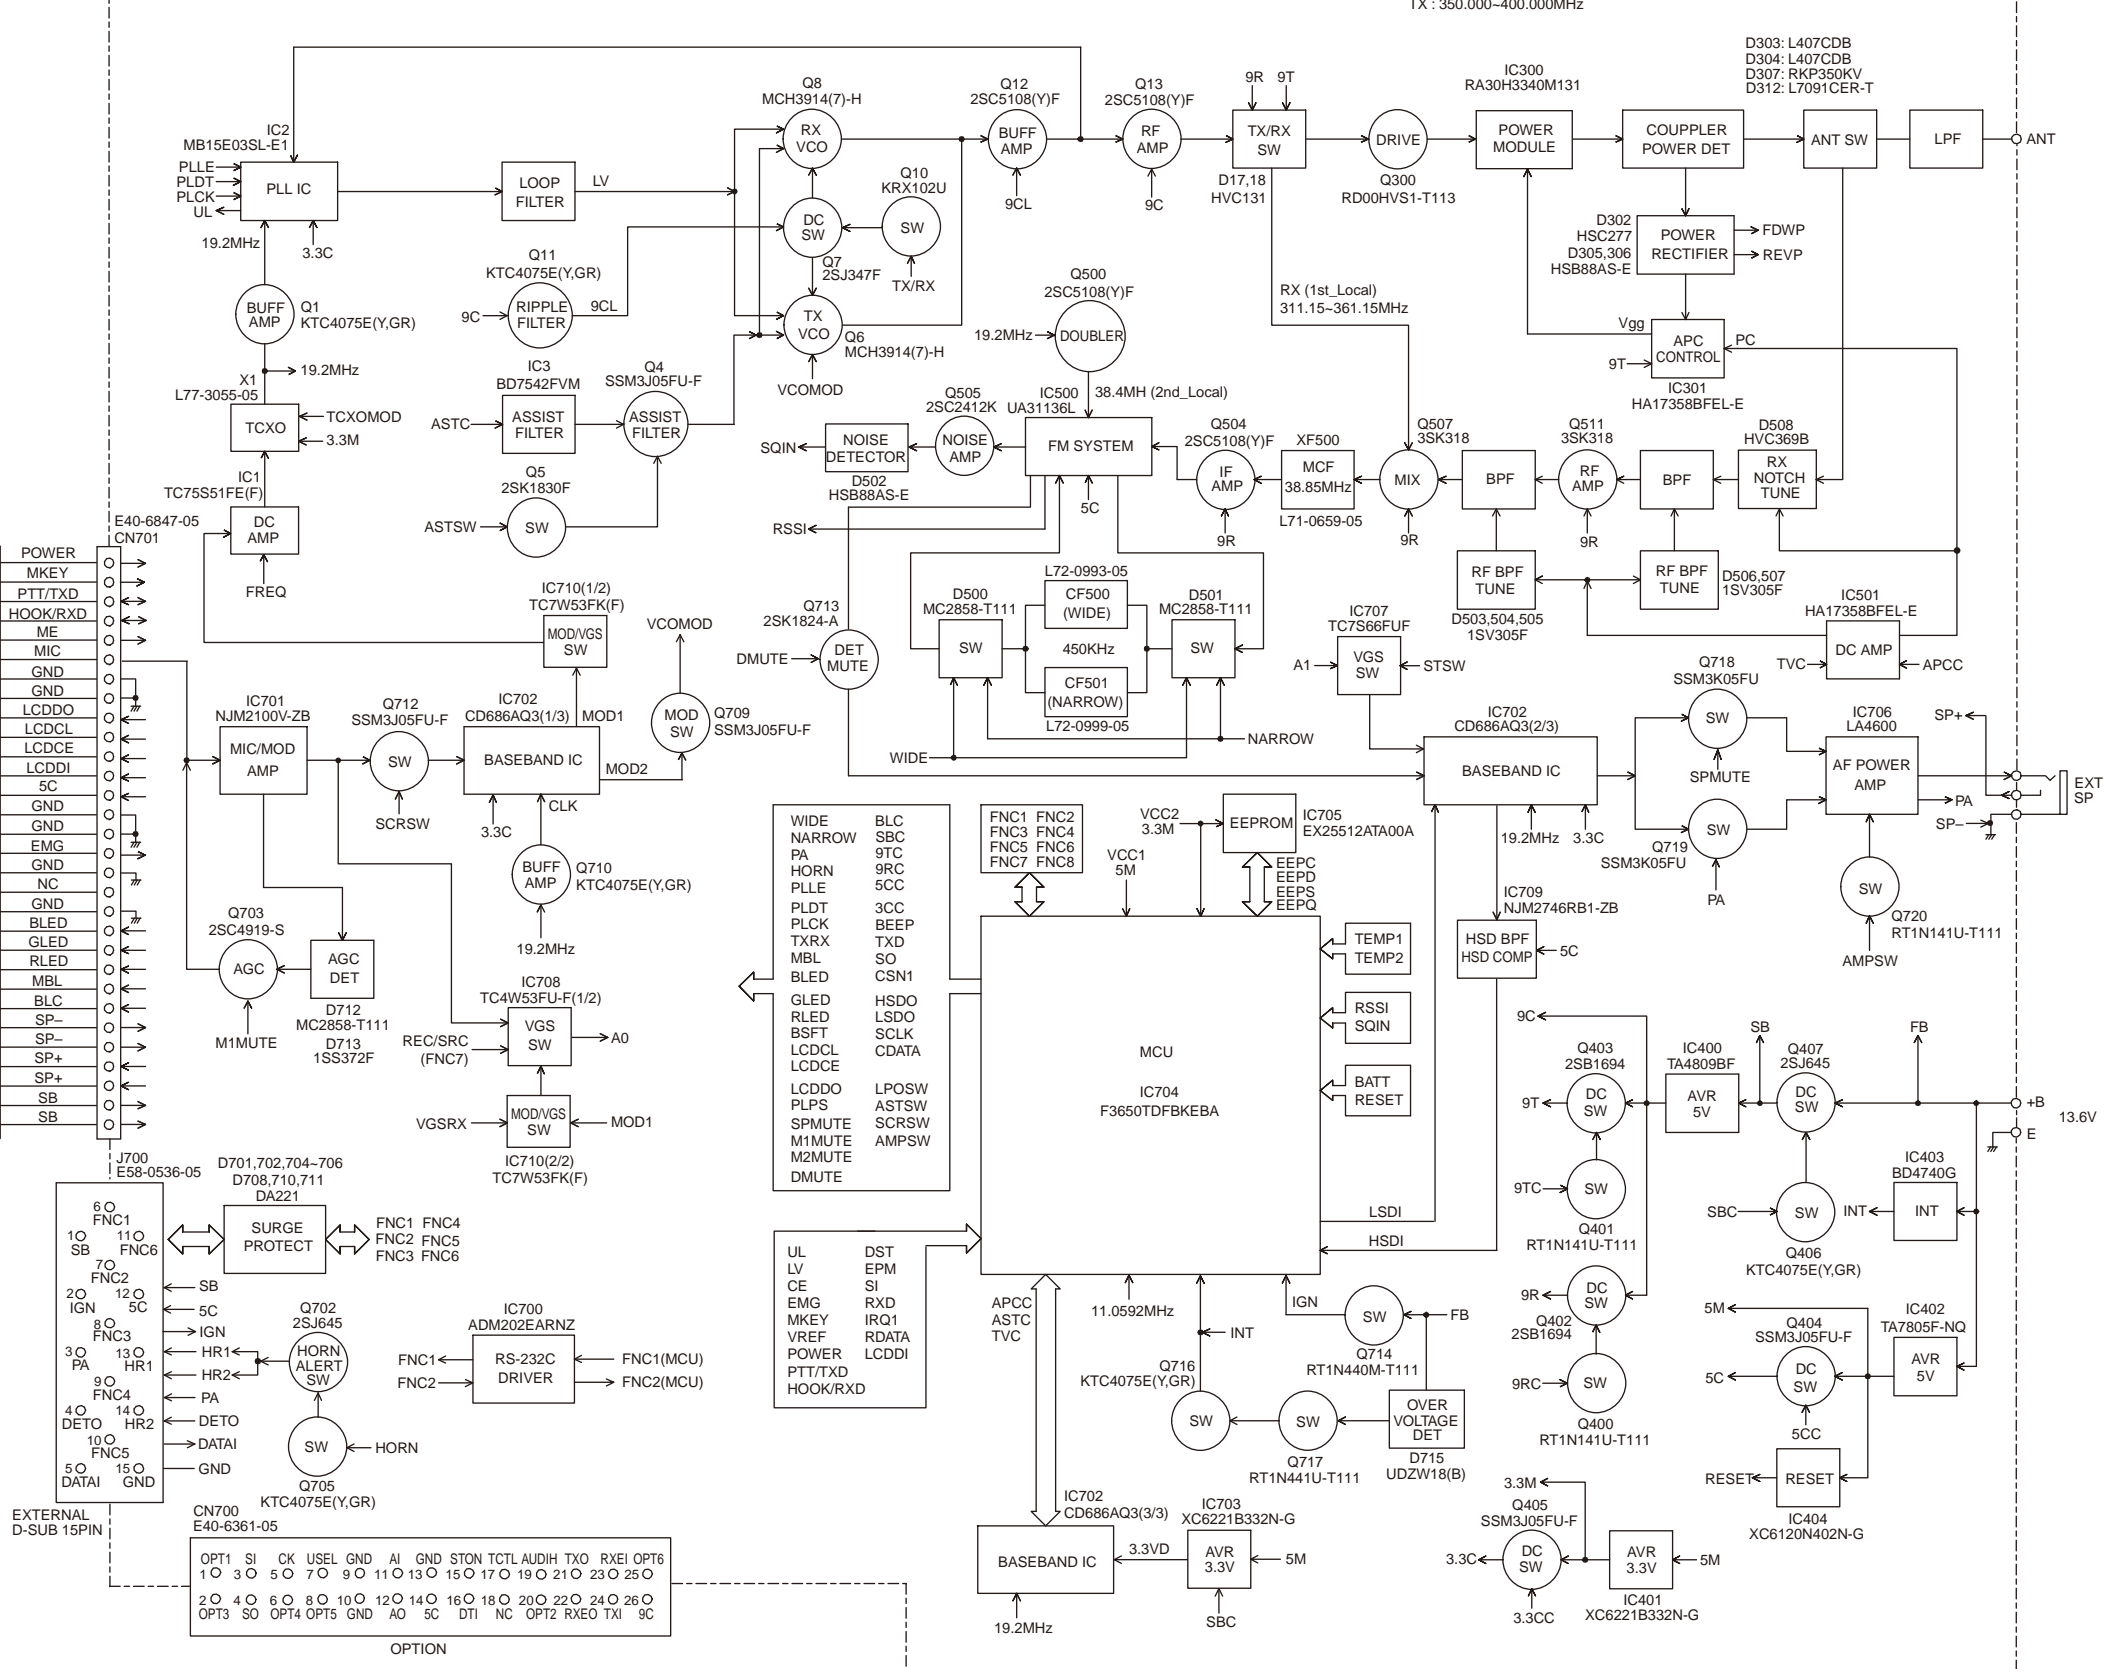 TX : 350.000~400.000MHz
D303: L407CDB
D304: L407CDB
D307: RKP350KV
D312: L7091CER-T
IC2
MB15E03SL-E1
PLLE
PLDT
PLCK
UL
PLL IC
19.2MHz
3.3C
LOOP
FILTER
LV
Q8
MCH3914(7)-H
RX
VCO
Q10
KRX102U
DC
SW
SW
Q7
2SJ347F
TX/RX
TX
VCO
Q6
MCH3914(7)-H
VCOMOD
Q12
2SC5108(Y)F
BUFF
AMP
9CL
Q13
2SC5108(Y)F
RF
AMP
9C
9R 9T
TX/RX
SW
D17,18
HVC131
DRIVE
Q300
RD00HVS1-T113
IC300
RA30H3340M131
POWER
MODULE
COUPPLER
POWER DET
ANT SW
LPF
ANT
D302
HSC277
D305,306
HSB88AS-E
POWER
RECTIFIER
FDWP
REVP
Vgg
APC
CONTROL
PC
9T
IC301
HA17358BFEL-E
RX (1st_Local)
311.15~361.15MHz
BUFF
AMP
Q1
KTC4075E(Y,GR)
19.2MHz
X1
L77-3055-05
TCXO
TCXOMOD
3.3M
IC1
TC75S51FE(F)
DC
AMP
FREQ
Q11
KTC4075E(Y,GR)
9C
RIPPLE
FILTER
9CL
IC3
BD7542FVM
ASTC
ASSIST
FILTER
Q4
SSM3J05FU-F
ASSIST
FILTER
Q5
2SK1830F
ASTSW
SW
Q500
2SC5108(Y)F
19.2MHz
DOUBLER
38.4MH (2nd_Local)
IC500
UA31136L
FM SYSTEM
5C
Q505
2SC2412K
NOISE
AMP
SQIN
NOISE
DETECTOR
D502
HSB88AS-E
RSSI
Q504
2SC5108(Y)F
IF
AMP
9R
XF500
MCF
38.85MHz
L71-0659-05
Q507
3SK318
MIX
9R
BPF
Q511
3SK318
RF
AMP
9R
BPF
D508
HVC369B
RX
NOTCH
TUNE
RF BPF
TUNE
D503,504,505
1SV305F
RF BPF
TUNE
D506,507
1SV305F
IC501
HA17358BFEL-E
DC AMP
TVC
APCC
D500
MC2858-T111
SW
L72-0993-05
CF500
(WIDE)
450KHz
CF501
(NARROW)
L72-0999-05
D501
MC2858-T111
SW
WIDE
NARROW
Q713
2SK1824-A
DMUTE
DET
MUTE
IC707
TC7S66FUF
A1
VGS
SW
STSW
IC702
CD686AQ3(2/3)
BASEBAND IC
19.2MHz
3.3C
Q718
SSM3K05FU
SW
SPMUTE
SW
Q719
SSM3K05FU
PA
IC706
LA4600
AF POWER
AMP
SP+
PA
SP–
EXT
SP
SW
Q720
RT1N141U-T111
AMPSW
IC709
NJM2746RB1-ZB
HSD BPF
HSD COMP
5C
E40-6847-05
CN701
POWER
MKEY
PTT/TXD
HOOK/RXD
ME
MIC
GND
GND
LCDDO
LCDCL
LCDCE
LCDDI
5C
GND
GND
EMG
GND
NC
GND
BLED
GLED
RLED
MBL
BLC
SP–
SP–
SP+
SP+
SB
SB
IC710(1/2)
TC7W53FK(F)
MOD/VGS
SW
VCOMOD
MOD
SW
Q709
SSM3J05FU-F
IC701
NJM2100V-ZB
MIC/MOD
AMP
Q712
SSM3J05FU-F
SW
SCRSW
IC702
CD686AQ3(1/3)
MOD1
BASEBAND IC
MOD2
CLK
3.3C
BUFF
AMP
Q710
KTC4075E(Y,GR)
19.2MHz
Q703
2SC4919-S
AGC
M1MUTE
AGC
DET
D712
MC2858-T111
D713
1SS372F
IC708
TC4W53FU-F(1/2)
VGS
SW
REC/SRC
(FNC7)
A0
VGSRX
MOD/VGS
SW
MOD1
IC710(2/2)
TC7W53FK(F)
WIDE BLC
NARROW SBC
PA 9TC
HORN 9RC
PLLE 5CC
PLDT 3CC
PLCK BEEP
TXRX TXD
MBL SO
BLED CSN1
GLED HSDO
RLED LSDO
BSFT SCLK
LCDCL CDATA
LCDCE
LCDDO LPOSW
PLPS ASTSW
SPMUTE SCRSW
M1MUTE AMPSW
M2MUTE
DMUTE
FNC1 FNC2
FNC3 FNC4
FNC5 FNC6
FNC7 FNC8
VCC1
5M
VCC2
3.3M
EEPROM
IC705
EX25512ATA00A
EEPC
EEPD
EEPS
EEPQ
TEMP1
TEMP2
RSSI
SQIN
BATT
RESET
MCU
IC704
F3650TDFBKEBA
LSDI
HSDI
UL DST
LV EPM
CE SI
EMG RXD
MKEY IRQ1
VREF RDATA
POWER LCDDI
PTT/TXD
HOOK/RXD
APCC
ASTC
TVC
11.0592MHz
INT
IGN
SW
FB
Q714
RT1N440M-T111
Q716
KTC4075E(Y,GR)
SW
SW
Q717
RT1N441U-T111
OVER
VOLTAGE
DET
D715
UDZW18(B)
IC702
CD686AQ3(3/3)
BASEBAND IC
3.3VD
19.2MHz
IC703
XC6221B332N-G
AVR
3.3V
5M
SBC
9C
Q403
2SB1694
9T
DC
SW
9TC
SW
Q401
RT1N141U-T111
IC400
TA4809BF
AVR
5V
SB
Q407
2SJ645
DC
SW
FB
+B
13.6V
E
SBC
SW
Q406
KTC4075E(Y,GR)
IC403
BD4740G
INT
INT
9R
DC
SW
Q402
2SB1694
9RC
SW
Q400
RT1N141U-T111
5M
Q404
SSM3J05FU-F
5C
DC
SW
5CC
IC402
TA7805F-NQ
AVR
5V
RESET
RESET
IC404
XC6120N402N-G
3.3M
Q405
SSM3J05FU-F
3.3C
DC
SW
3.3CC
AVR
3.3V
5M
IC401
XC6221B332N-G
J700
E58-0536-05
6
FNC1
1
SB
11
FNC6
7
FNC2
2
IGN
12
5C
8
FNC3
3
PA
13
HR1
9
FNC4
4
DETO
14
HR2
10
FNC5
5
DATAI
15
GND
EXTERNAL
D-SUB 15PIN
D701,702,704~706
D708,710,711
DA221
SURGE
PROTECT
FNC1 FNC4
FNC2 FNC5
FNC3 FNC6
SB
5C
IGN
HR1
HR2
PA
DETO
DATAI
GND
Q702
2SJ645
HORN
ALERT
SW
SW
HORN
Q705
KTC4075E(Y,GR)
IC700
ADM202EARNZ
RS-232C
DRIVER
FNC1
FNC2
FNC1(MCU)
FNC2(MCU)
CN700
E40-6361-05
OPT1 SI CK USEL GND AI GND STON TCTL AUDIH TXO RXEI OPT6
1 3 5 7 9 11 13 15 17 19 21 23 25
2 4 6 8 10 12 14 16 18 20 22 24 26
OPT3 SO OPT4 OPT5 GND AO 5C DTI NC OPT2 RXEO TXI 9C
OPTION